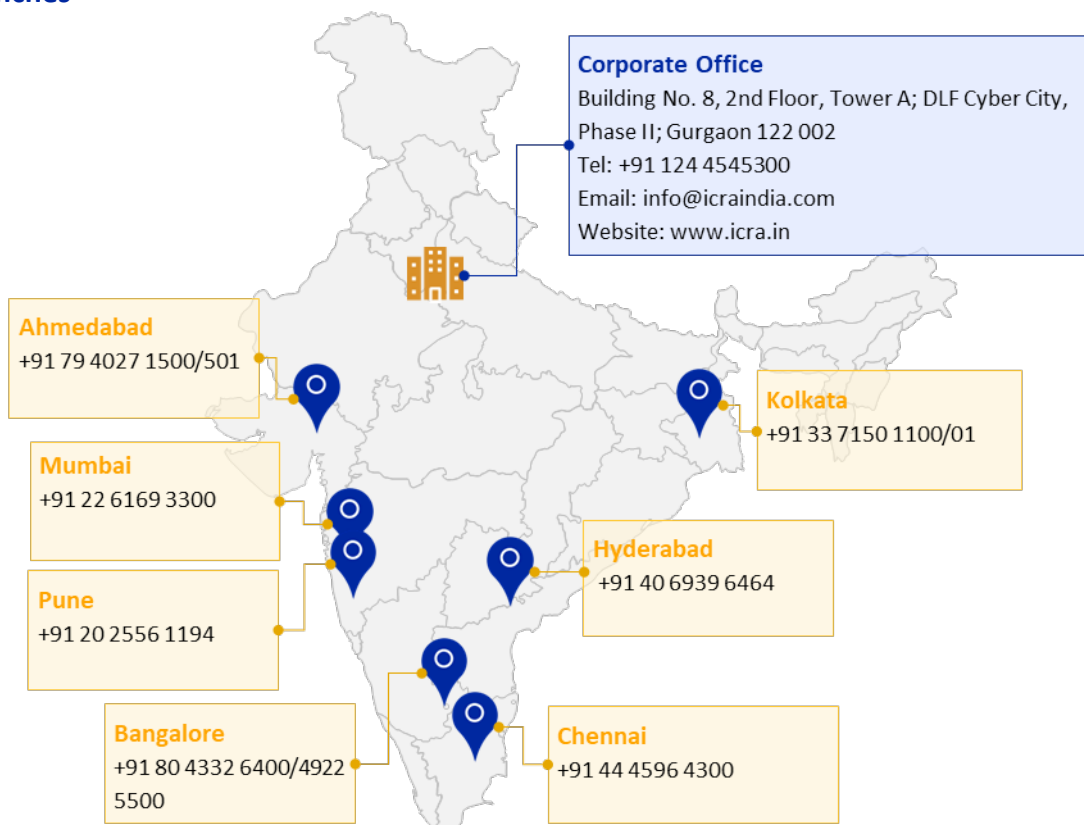 Corporate Office
Building No. 8, 2nd Floor, Tower A; DLF Cyber City,
Phase II; Gurgaon 122 002
Tel: +91 124 4545300
Email: info@icraindia.com
Website: www.icra.in
Ahmedabad
+91 79 4027 1500/501
Kolkata
+91 33 7150 1100/01
Mumbai
+91 22 6169 3300
Hyderabad
+91 40 6939 6464
Pune
+91 20 2556 1194
Bangalore
+91 80 4332 6400/4922
5500
Chennai
+91 44 4596 4300